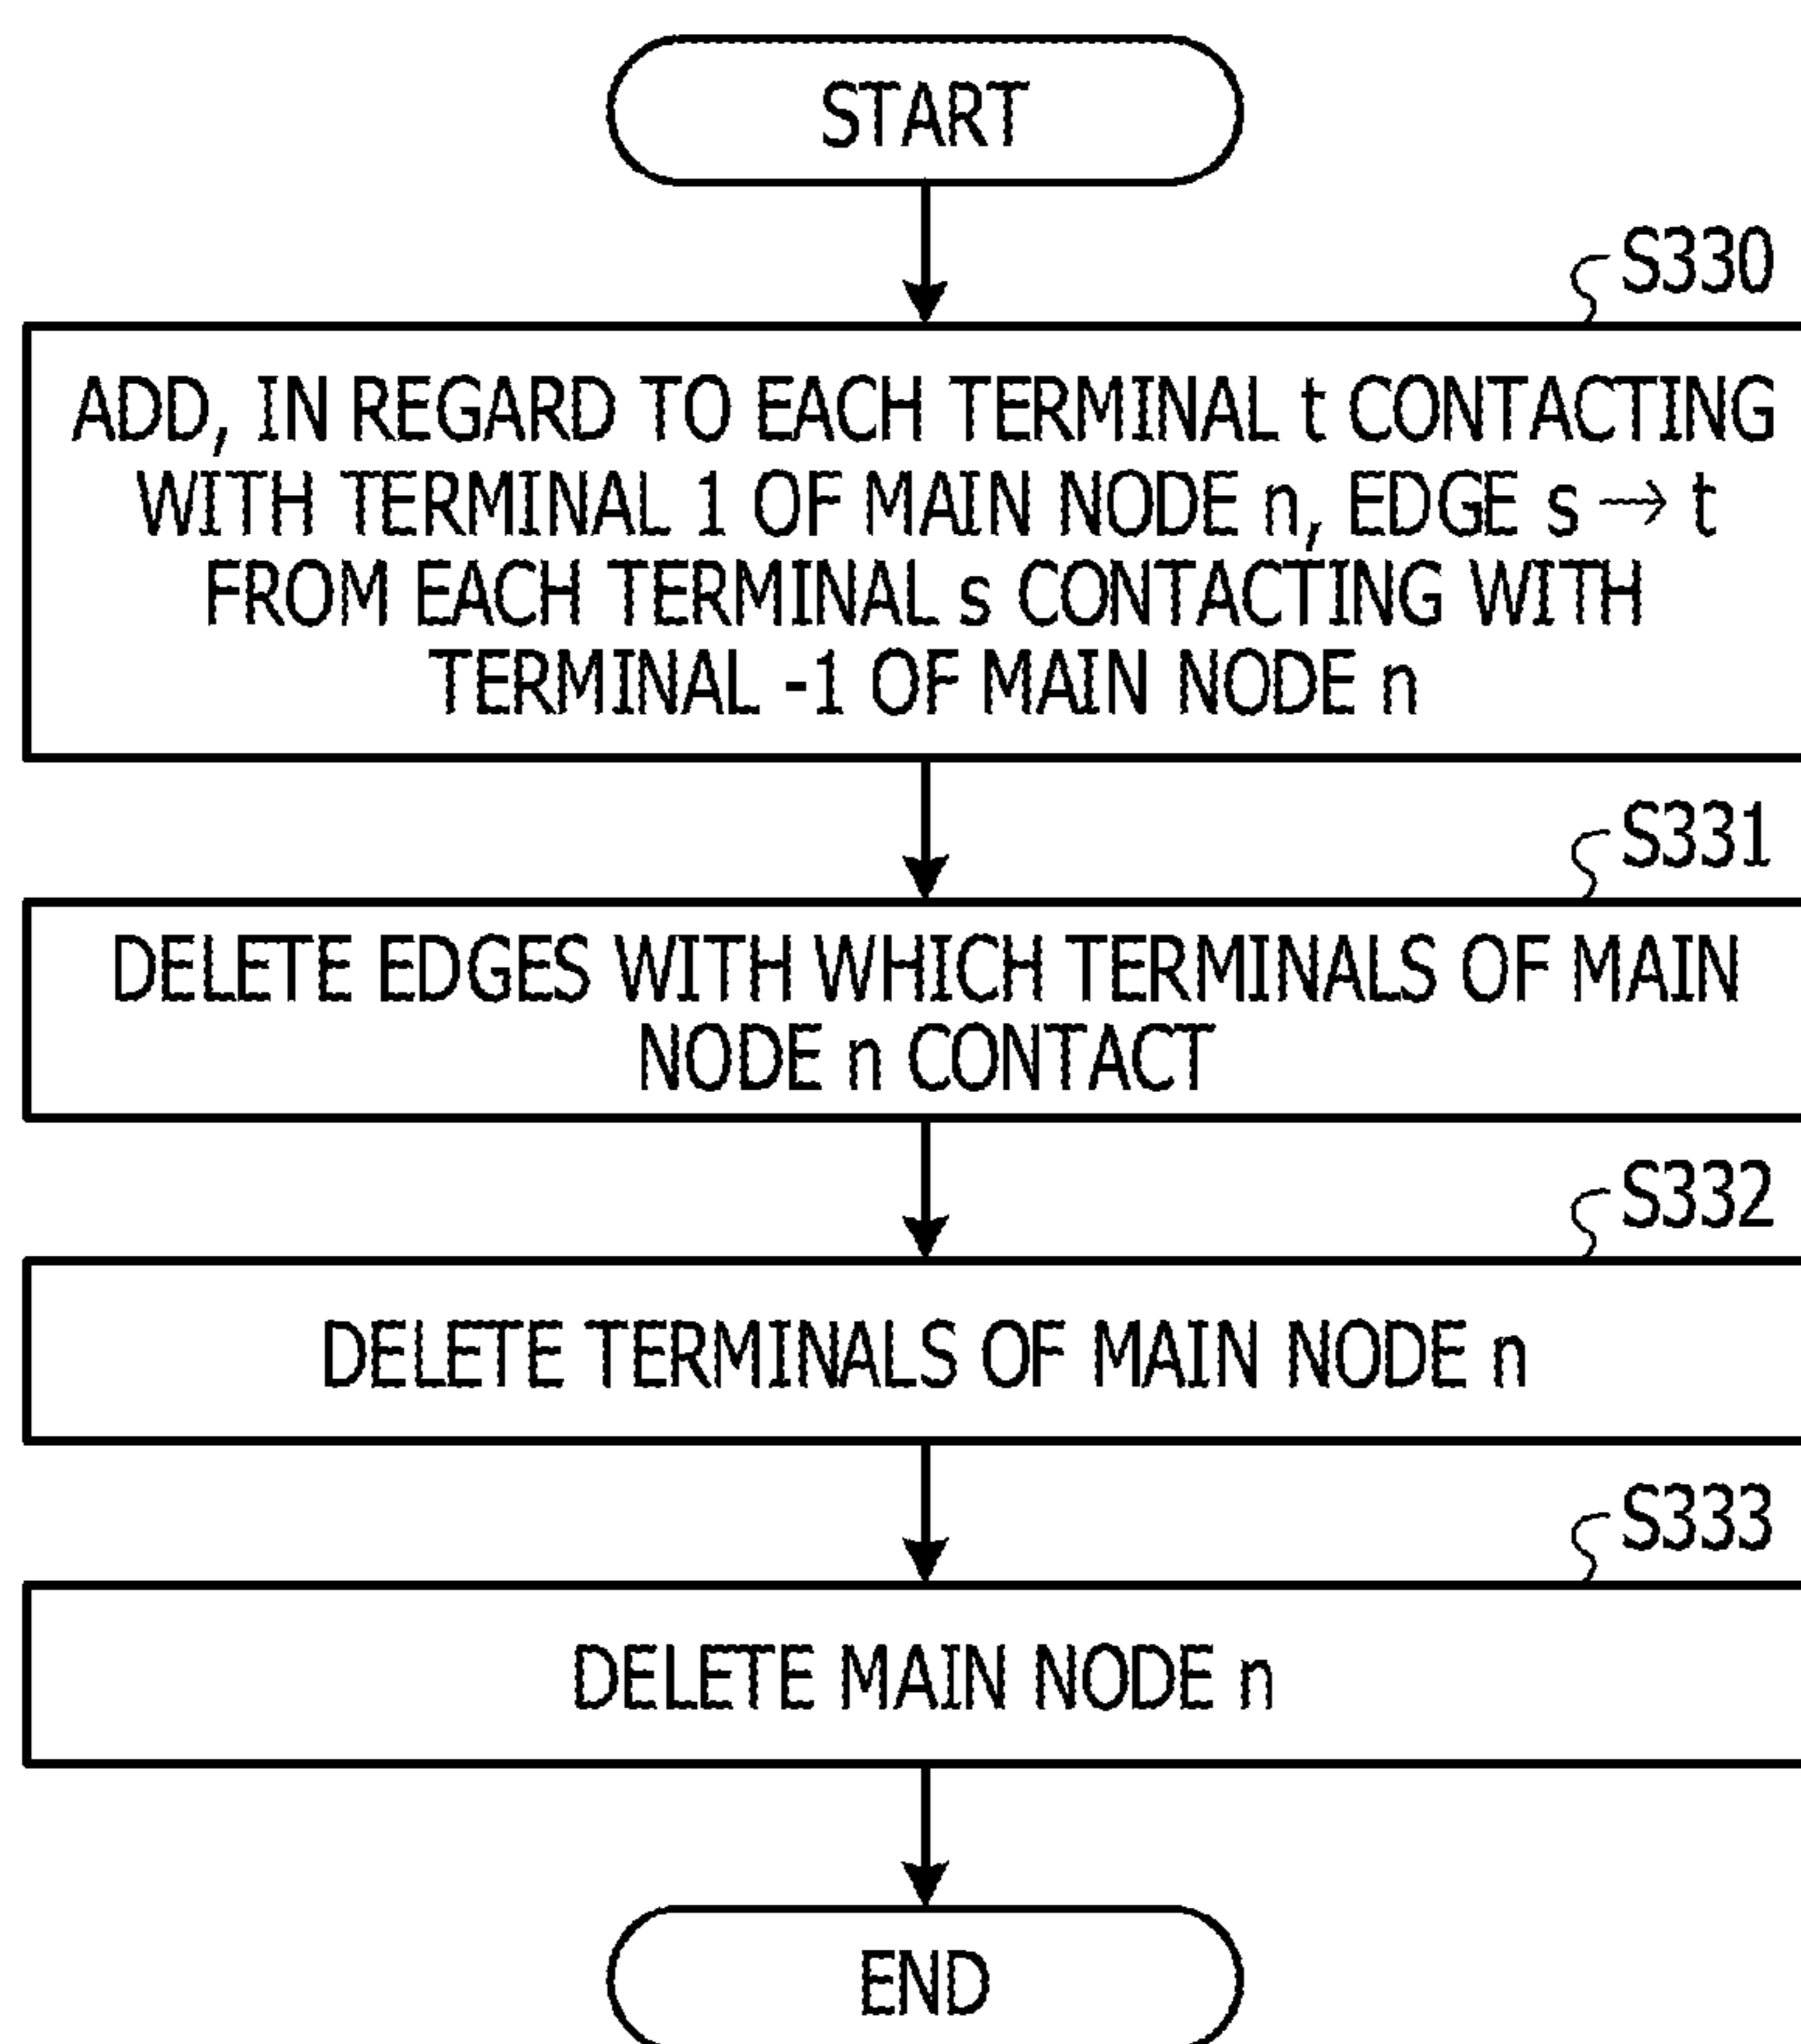 START
S330
ADD, IN REGARD TO EACH TERMINAL t CONTACTING
WITH TERMINAL 1 OF MAIN NODE n, EDGE s → t
FROM EACH TERMINAL s CONTACTING WITH
TERMINAL -1 OF MAIN NODE n
S331
DELETE EDGES WITH WHICH TERMINALS OF MAIN
NODE n CONTACT
S332
DELETE TERMINALS OF MAIN NODE n
S333
DELETE MAIN NODE n
END